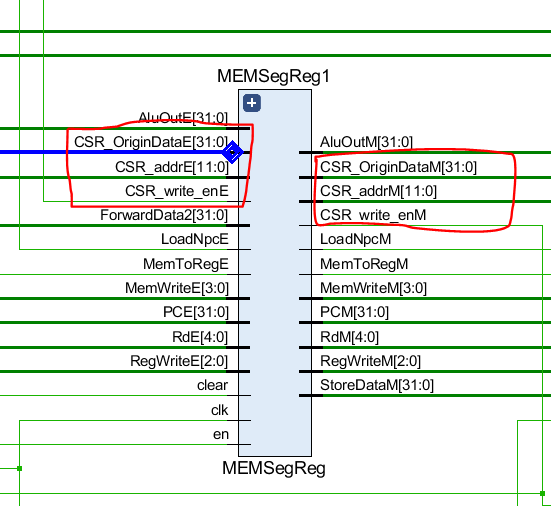 MEMSegReg1
AluOutE[31:0]
CSR_OriginDataE[31:0]
CSR_addrE[11:0]
CSR_write_enE
ForwardData2[31:0]
LoadNpcE
MemToRegE
MemWriteE[3:0]
PCE[31:0]
RdE[4:0]
RegWriteE[2:0]
clear
clk
en
AluOutM[31:0]
CSR_OriginDataM[31:0]
CSR_addrM[11:0]
CSR_write_enM
LoadNpcM
MemToRegM
MemWriteM[3:0]
PCM[31:0]
RdM[4:0]
RegWriteM[2:0]
StoreDataM[31:0]
MEMSegReg